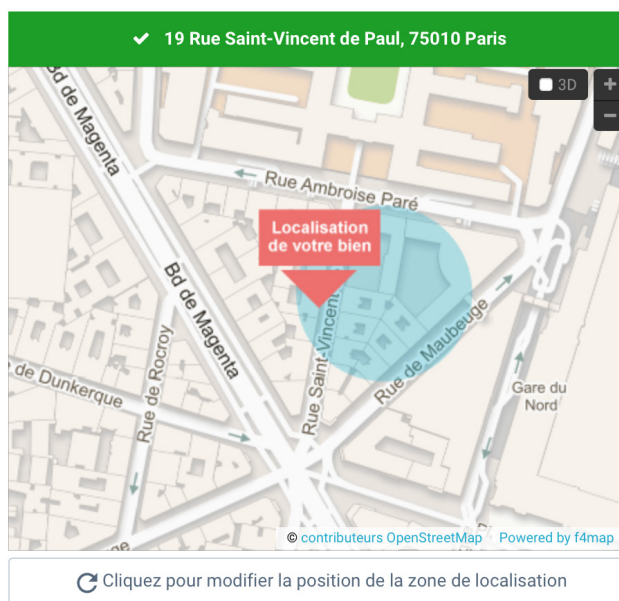 19 Rue Saint-Vincent de Paul, 75010 Paris
3D
+
−
Bd de Magenta
Rue Ambroise Paré
Localisation
de votre bien
Bd de Magenta
Rue Saint-Vincent
Rue de Maubeuge
Rue de Rocroy
de Dunkerque
Gare du
Nord
© contributeurs OpenStreetMap Powered by f4map
Cliquez pour modifier la position de la zone de localisation